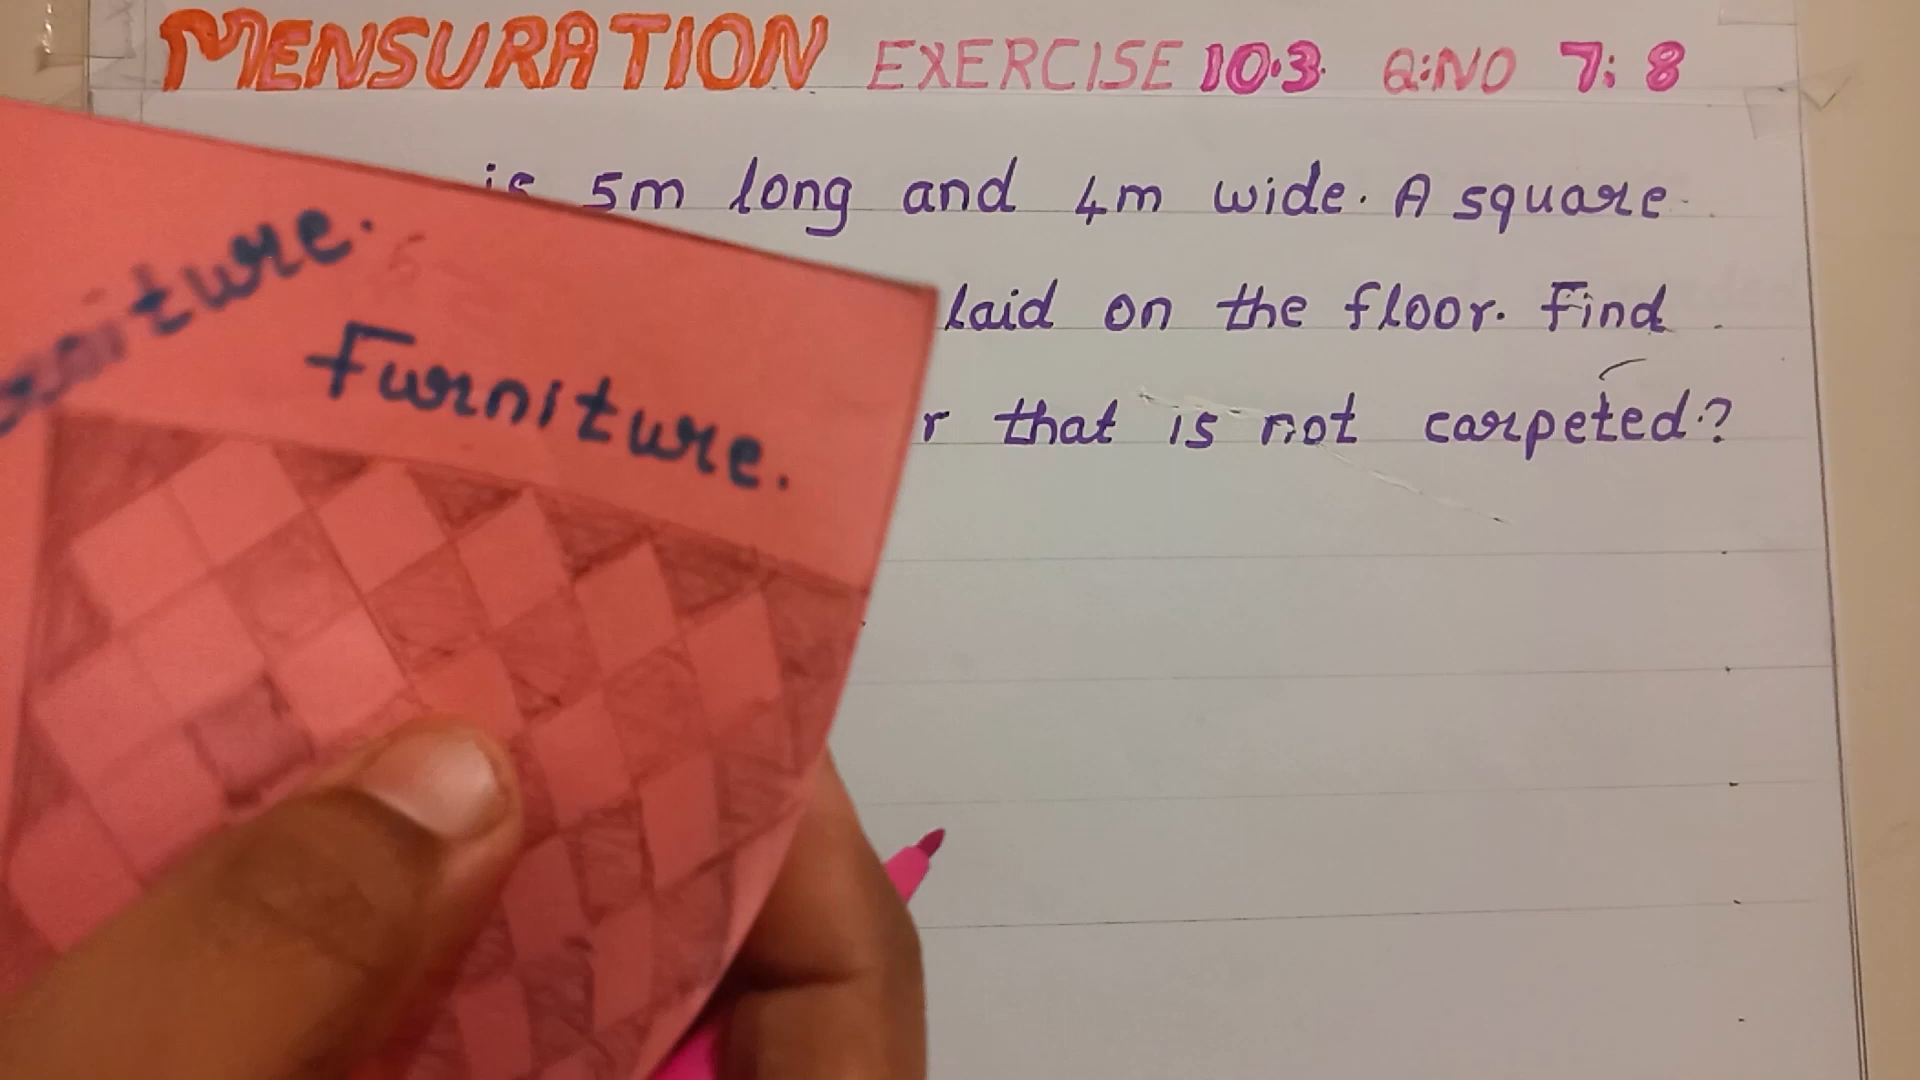 MENSURATION EXERCISE 10.3 Q:NO 7: 8
is 5m long and 4m wide. A square
laid on the floor. Find
r that is not carpeted?
Furniture.